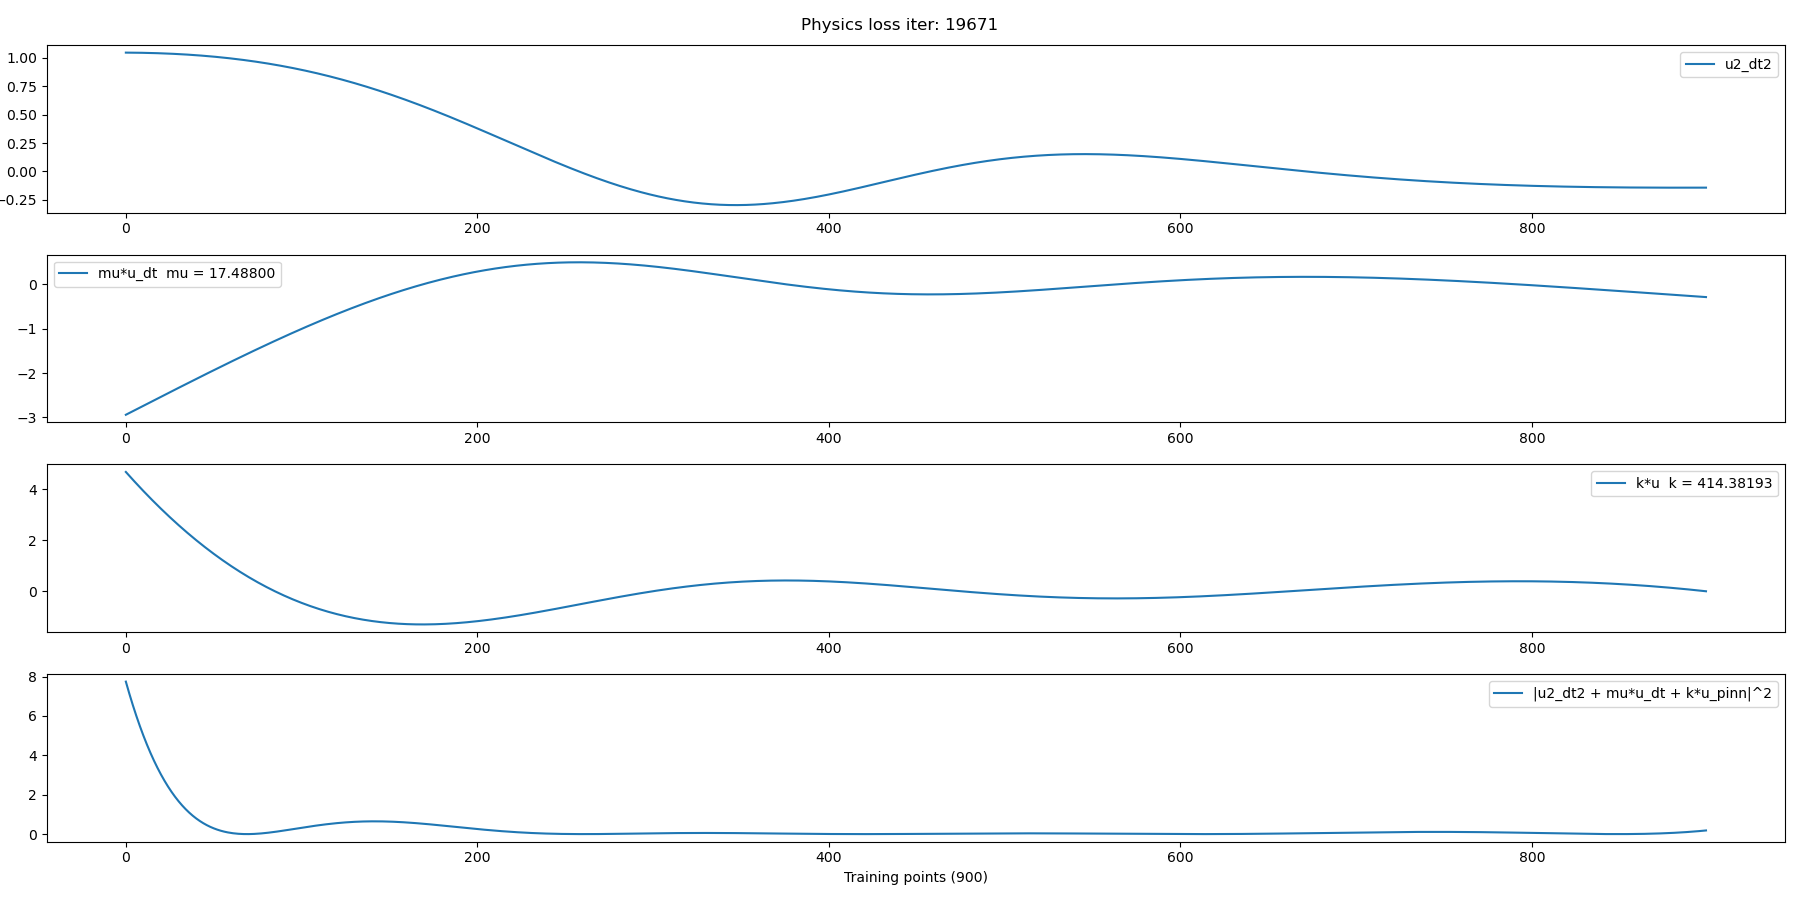 Physics loss iter: 19671
1.00
0.75
0.50
0.25
0.00
−0.25
u2_dt2
0 200 400 600 800
0
−1
−2
−3
mu*u_dt  mu = 17.48800
0 200 400 600 800
4
2
0
k*u  k = 414.38193
0 200 400 600 800
8
6
4
2
0
|u2_dt2 + mu*u_dt + k*u_pinn|^2
0 200 400 600 800
Training points (900)